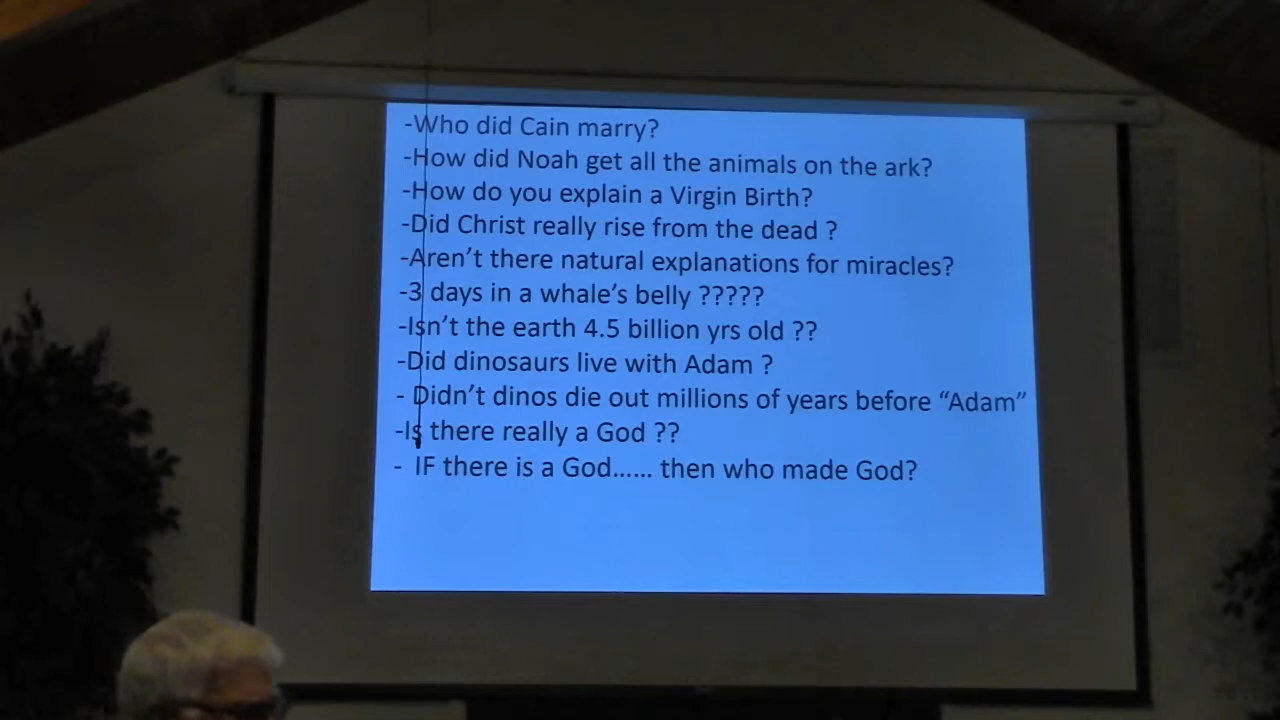 -Who did Cain marry?
-How did Noah get all the animals on the ark?
-How do you explain a Virgin Birth?
-Did Christ really rise from the dead ?
-Aren’t there natural explanations for miracles?
-3 days in a whale’s belly ?????
-Isn’t the earth 4.5 billion yrs old ??
-Did dinosaurs live with Adam ?
- Didn’t dinos die out millions of years before “Adam”
-Is there really a God ??
- IF there is a God...... then who made God?